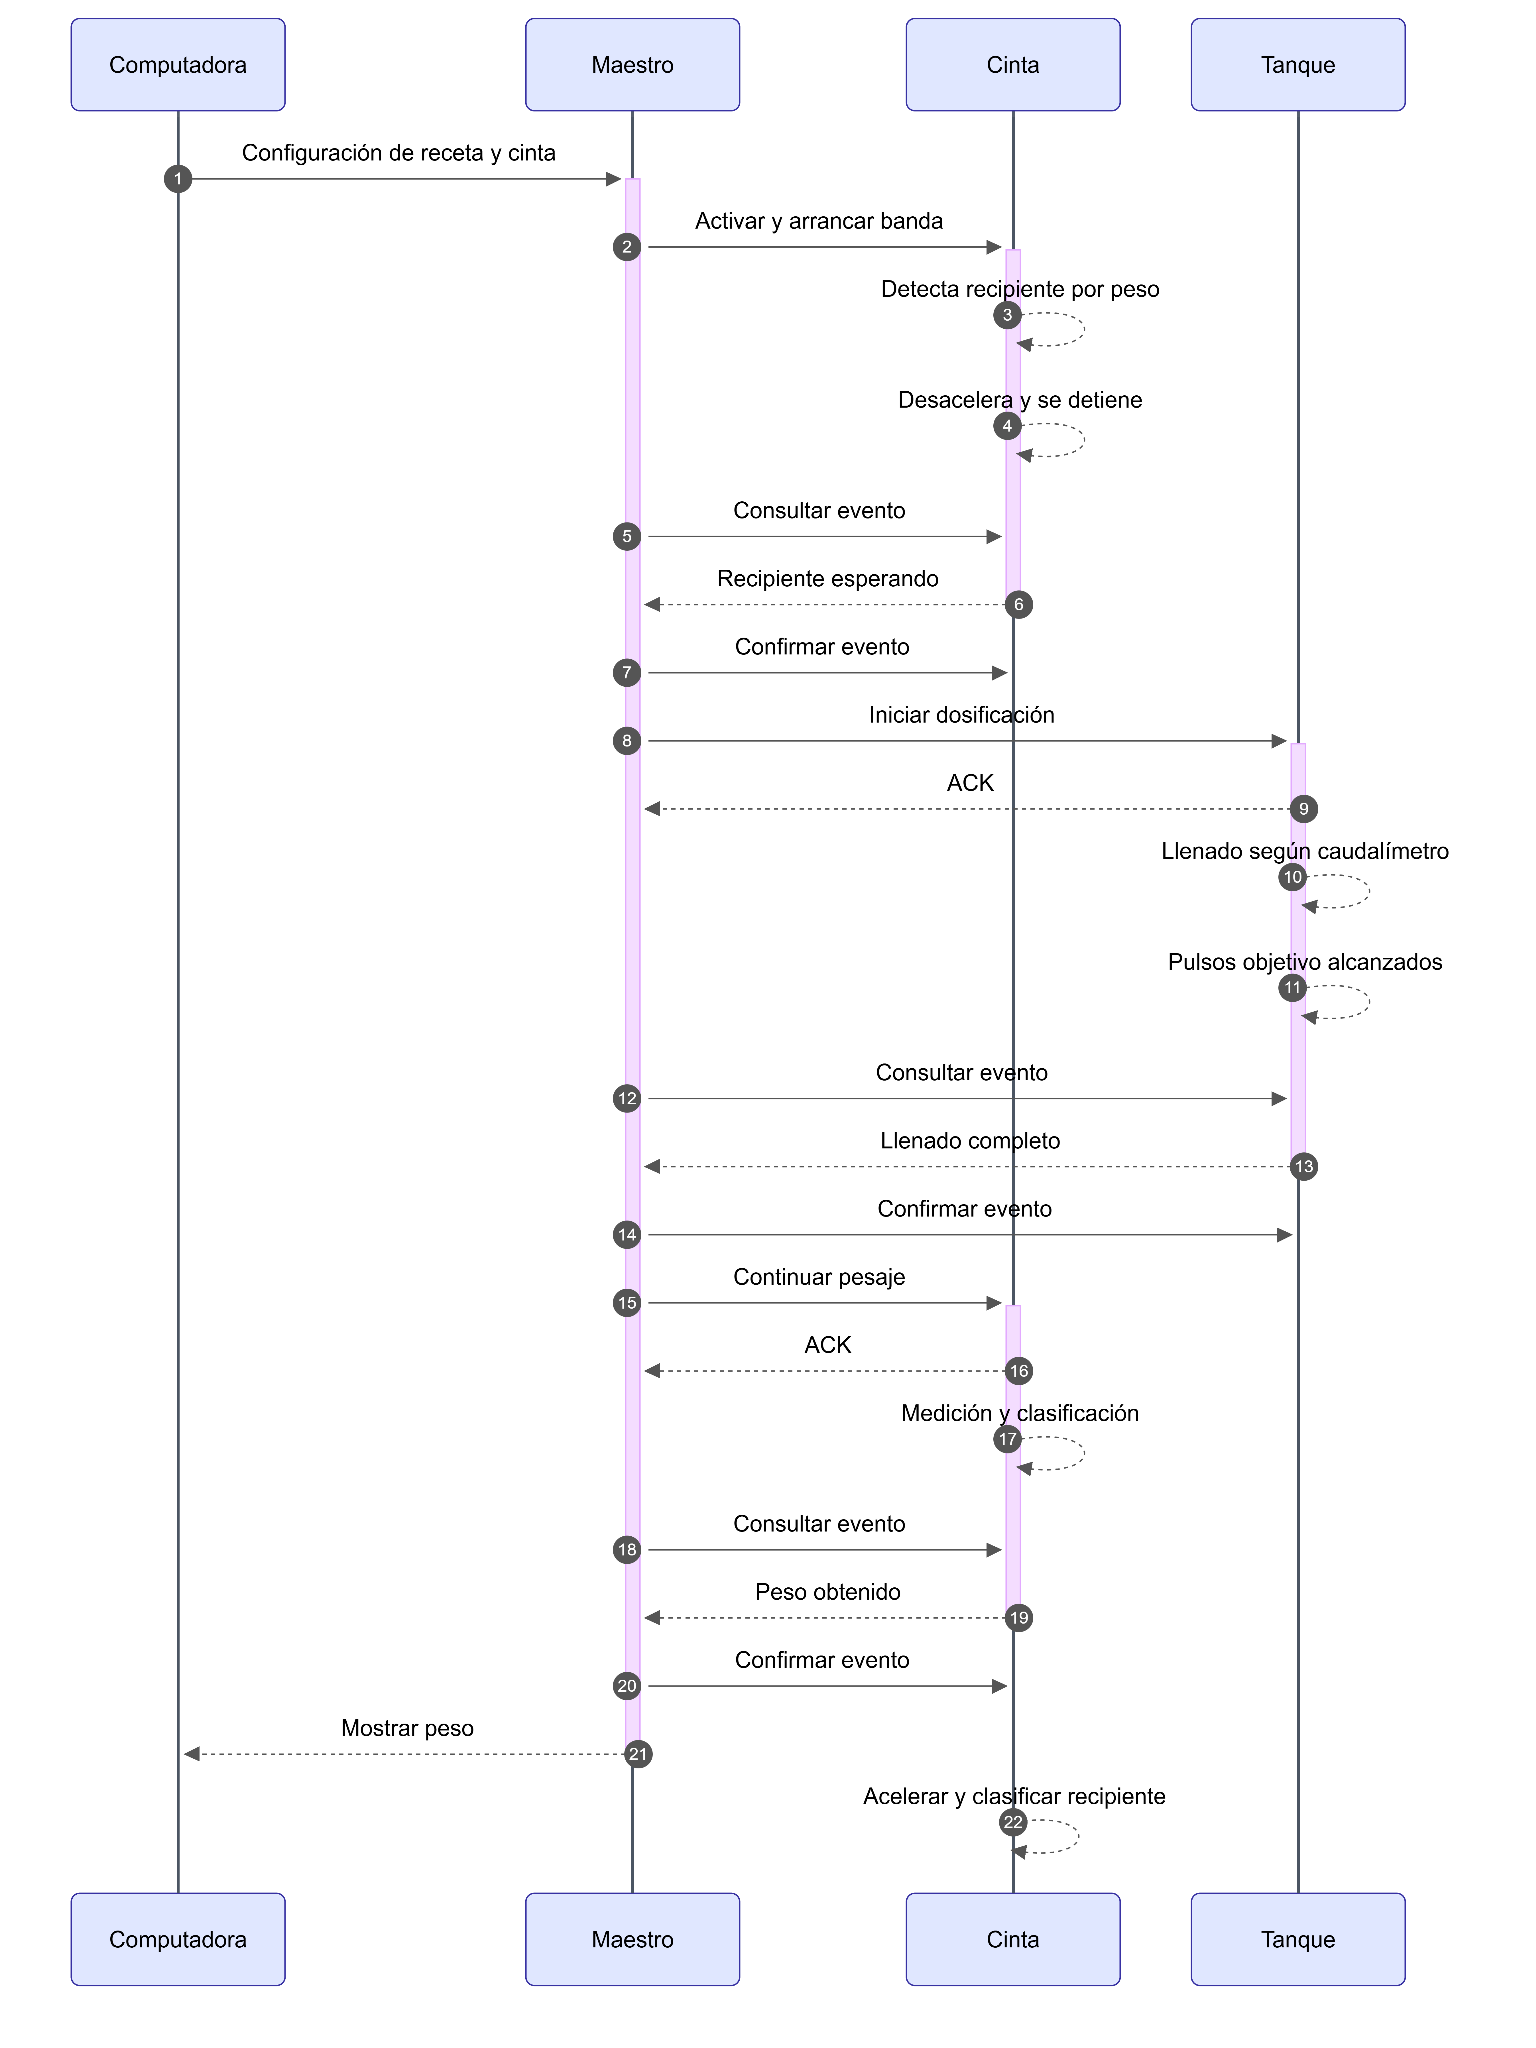 Computadora
Maestro
Cinta
Tanque
Configuración de receta y cinta
1
Activar y arrancar banda
2
Detecta recipiente por peso
3
Desacelera y se detiene
4
Consultar evento
5
Recipiente esperando
6
Confirmar evento
7
Iniciar dosificación
8
ACK
9
Llenado según caudalímetro
10
Pulsos objetivo alcanzados
11
Consultar evento
12
Llenado completo
13
Confirmar evento
14
Continuar pesaje
15
ACK
16
Medición y clasificación
17
Consultar evento
18
Peso obtenido
19
Confirmar evento
20
Mostrar peso
21
Acelerar y clasificar recipiente
22
Computadora
Maestro
Cinta
Tanque